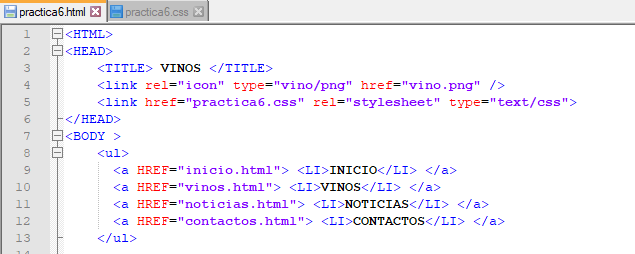 practica6.html practica6.css
1 <HTML>
2 <HEAD>
3 <TITLE> VINOS </TITLE>
4 <link rel="icon" type="vino/png" href="vino.png" />
5 <link href="practica6.css" rel="stylesheet" type="text/css">
6 </HEAD>
7 <BODY >
8 <ul>
9 <a HREF="inicio.html"> <LI>INICIO</LI> </a>
10 <a HREF="vinos.html"> <LI>VINOS</LI> </a>
11 <a HREF="noticias.html"> <LI>NOTICIAS</LI> </a>
12 <a HREF="contactos.html"> <LI>CONTACTOS</LI> </a>
13 </ul>